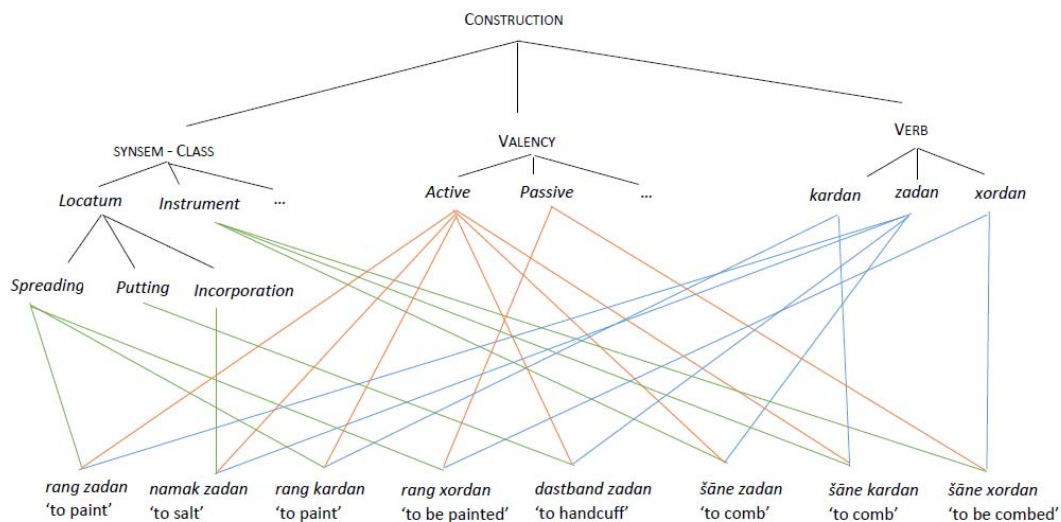 CONSTRUCTION
SYNSEM - CLASS
VALENCY
VERB
Locatum Instrument ...
Active Passive ...
kardan zadan xordan
Spreading Putting Incorporation
rang zadan namak zadan rang kardan rang xordan dastband zadan šāne zadan šāne kardan šāne xordan
‘to paint’ ‘to salt’ ‘to paint’ ‘to be painted’ ‘to handcuff’ ‘to comb’ ‘to comb’ ‘to be combed’